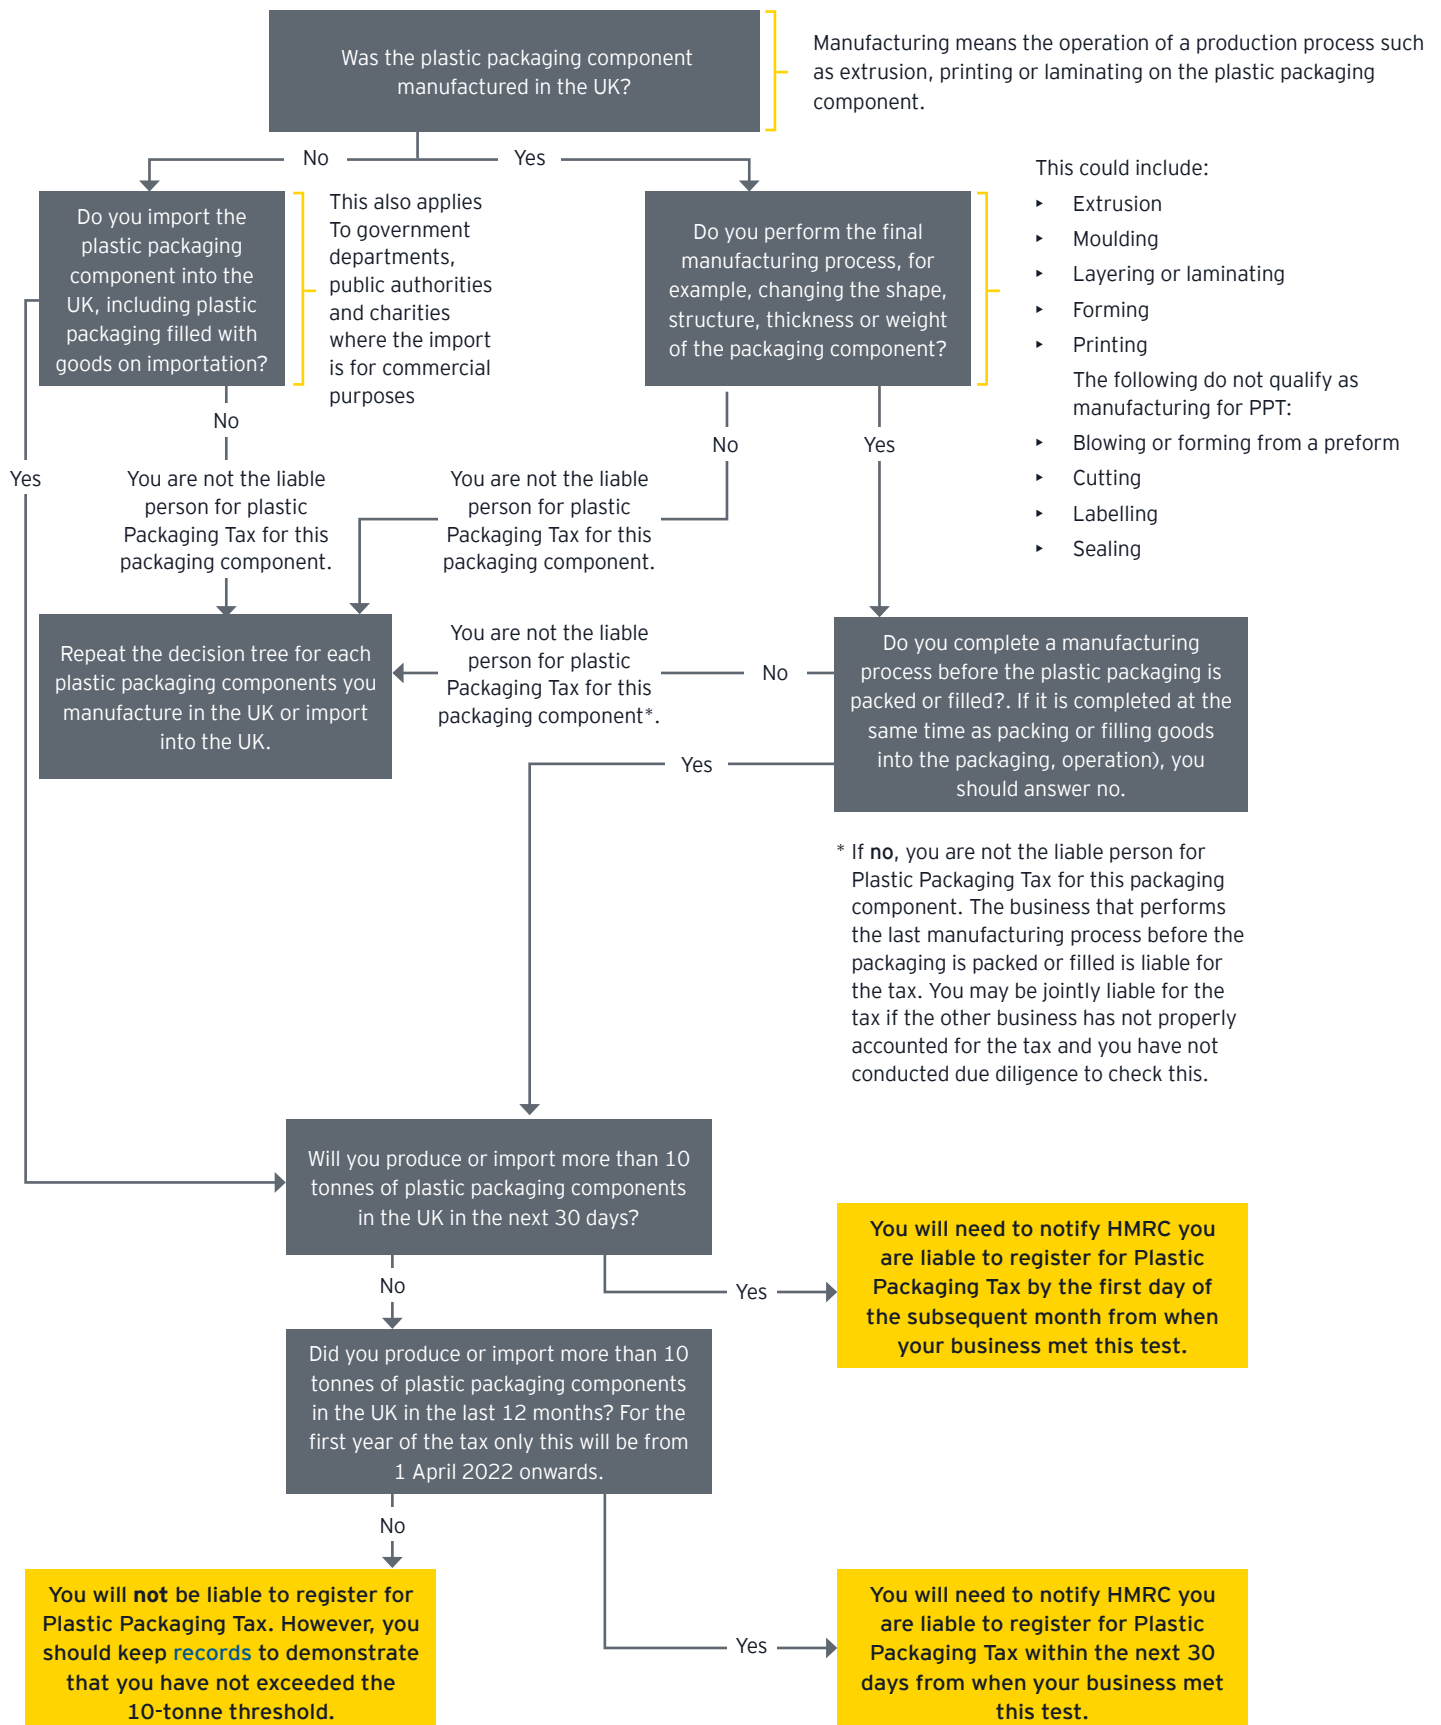 Was the plastic packaging component
manufactured in the UK?
Manufacturing means the operation of a production process such
as extrusion, printing or laminating on the plastic packaging
component.
No
Yes
Do you import the
plastic packaging
component into the
UK, including plastic
packaging filled with
goods on importation?
This also applies
To government
departments,
public authorities
and charities
where the import
is for commercial
purposes
Do you perform the final
manufacturing process, for
example, changing the shape,
structure, thickness or weight
of the packaging component?
This could include:
‣ Extrusion
‣ Moulding
‣ Layering or laminating
‣ Forming
‣ Printing
The following do not qualify as
manufacturing for PPT:
‣ Blowing or forming from a preform
‣ Cutting
‣ Labelling
‣ Sealing
No
No
Yes
Yes
You are not the liable
person for plastic
Packaging Tax for this
packaging component.
You are not the liable
person for plastic
Packaging Tax for this
packaging component.
Repeat the decision tree for each
plastic packaging components you
manufacture in the UK or import
into the UK.
You are not the liable
person for plastic
Packaging Tax for this
packaging component*.
No
Do you complete a manufacturing
process before the plastic packaging is
packed or filled?. If it is completed at the
same time as packing or filling goods
into the packaging, operation), you
should answer no.
Yes
* If no, you are not the liable person for
Plastic Packaging Tax for this packaging
component. The business that performs
the last manufacturing process before the
packaging is packed or filled is liable for
the tax. You may be jointly liable for the
tax if the other business has not properly
accounted for the tax and you have not
conducted due diligence to check this.
Will you produce or import more than 10
tonnes of plastic packaging components
in the UK in the next 30 days?
No
Yes
You will need to notify HMRC you
are liable to register for Plastic
Packaging Tax by the first day of
the subsequent month from when
your business met this test.
Did you produce or import more than 10
tonnes of plastic packaging components
in the UK in the last 12 months? For the
first year of the tax only this will be from
1 April 2022 onwards.
No
Yes
You will not be liable to register for
Plastic Packaging Tax. However, you
should keep records to demonstrate
that you have not exceeded the
10-tonne threshold.
You will need to notify HMRC you
are liable to register for Plastic
Packaging Tax within the next 30
days from when your business met
this test.